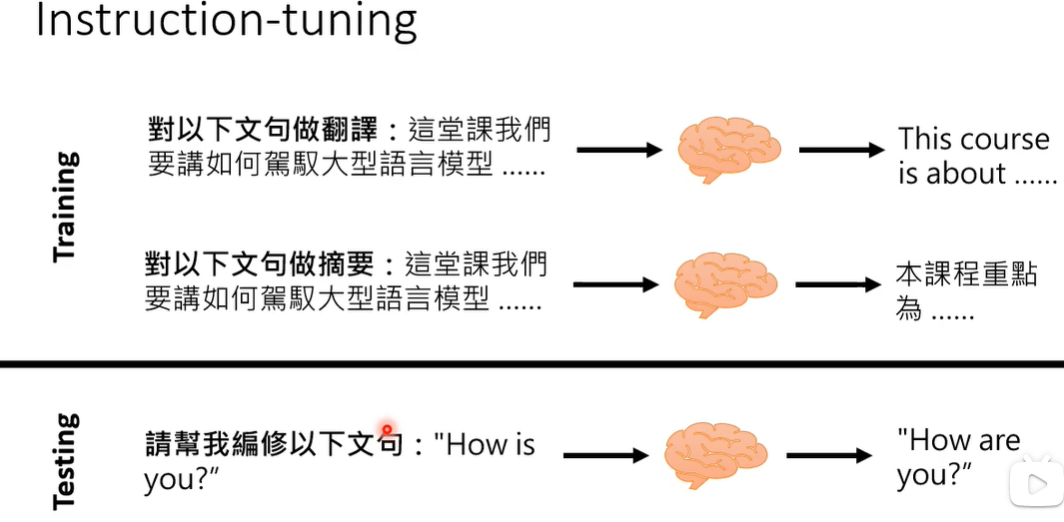 Instruction-tuning
Training
對以下文句做翻譯：這堂課我們
要講如何駕馭大型語言模型 ......
This course
is about ......
對以下文句做摘要：這堂課我們
要講如何駕馭大型語言模型 ......
本課程重點
為 ......
Testing
請幫我編修以下文句："How is
you?”
"How are
you?”